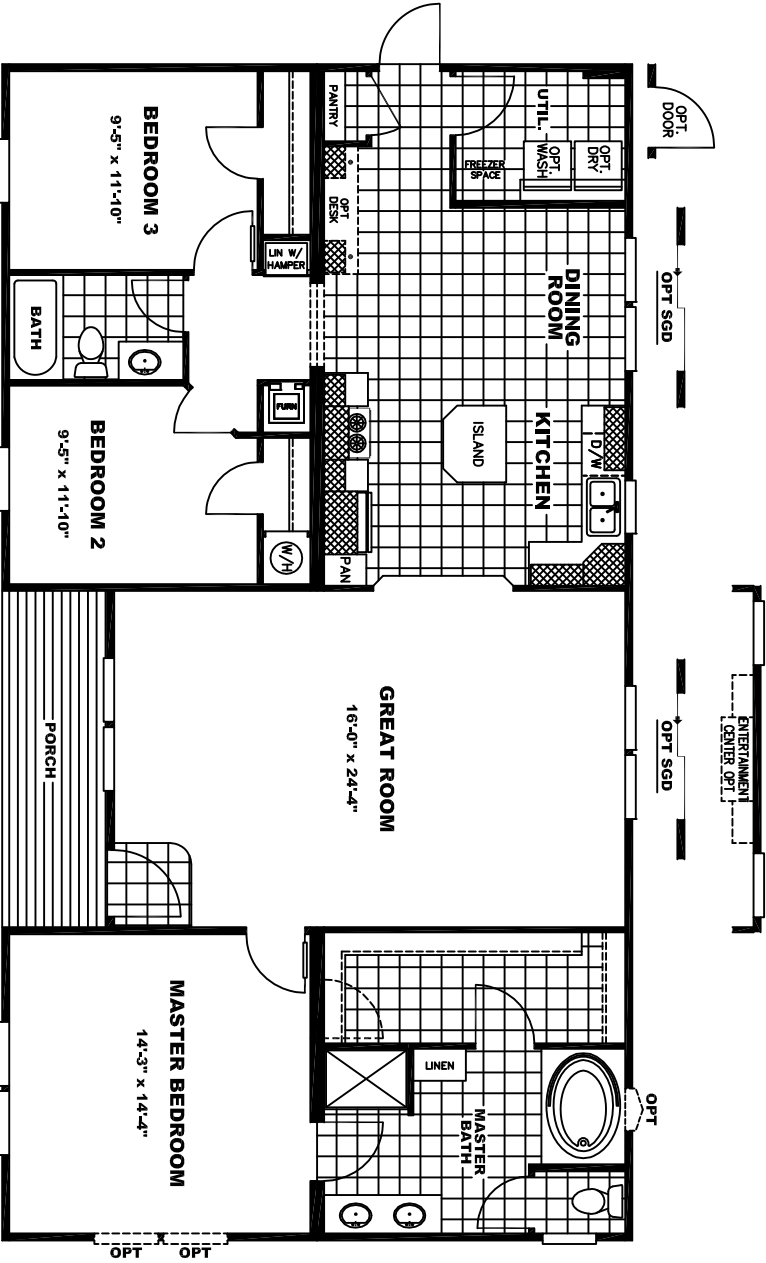 OPT.
DOOR
UTIL.
OPT.
DRY
OPT.
WASH
FREEZER
SPACE
PANTRY
OPT
DESK
BEDROOM 3
9'-5" x 11'-10"
LIN W/
HAMPER
BATH
DINING
ROOM
OPT SGD
KITCHEN
ISLAND
D/W
FURN
BEDROOM 2
9'-5" x 11'-10"
W/H
PAN
GREAT ROOM
16'-0" x 24'-4"
PORCH
OPT SGD
ENTERTAINMENT
CENTER OPT
MASTER BEDROOM
14'-3" x 14'-4"
LINEN
MASTER
BATH
OPT
OPT
OPT